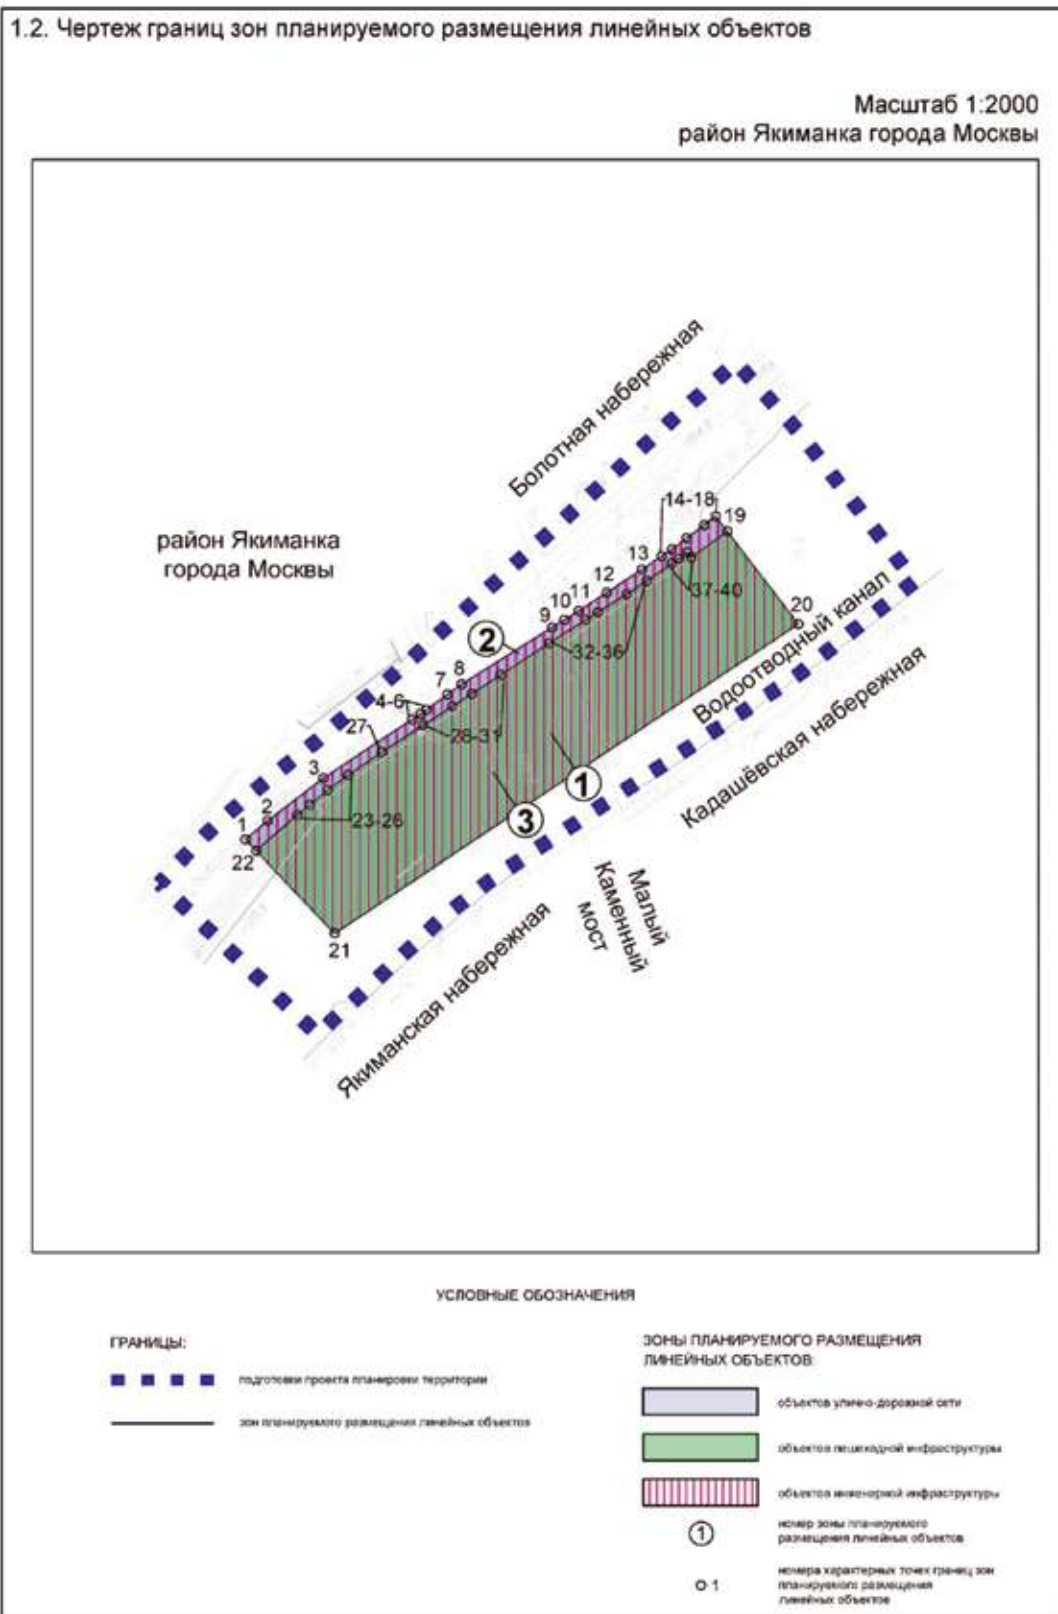 1.2. Чертеж границ зон планируемого размещения линейных объектов
Масштаб 1:2000
район Якиманка города Москвы
Болотная набережная
район Якиманка
города Москвы
14-18
19
13
12
37-40
11
10
9
20
32-36
2
8
7
4-6
27
28-31
Водоотводный канал
3
1
Кадашёвская набережная
3
23-26
1
22
Малый
Каменный
мост
21
Якиманская набережная
УСЛОВНЫЕ ОБОЗНАЧЕНИЯ
ГРАНИЦЫ:
подготовки проекта планировки территории
зон планируемого размещения линейных объектов
ЗОНЫ ПЛАНИРУЕМОГО РАЗМЕЩЕНИЯ
ЛИНЕЙНЫХ ОБЪЕКТОВ:
объектов улично-дорожной сети
объектов пешеходной инфраструктуры
объектов инженерной инфраструктуры
1
номер зоны планируемого
размещения линейных объектов
1
номера характерных точек границ зон
планируемого размещения
линейных объектов